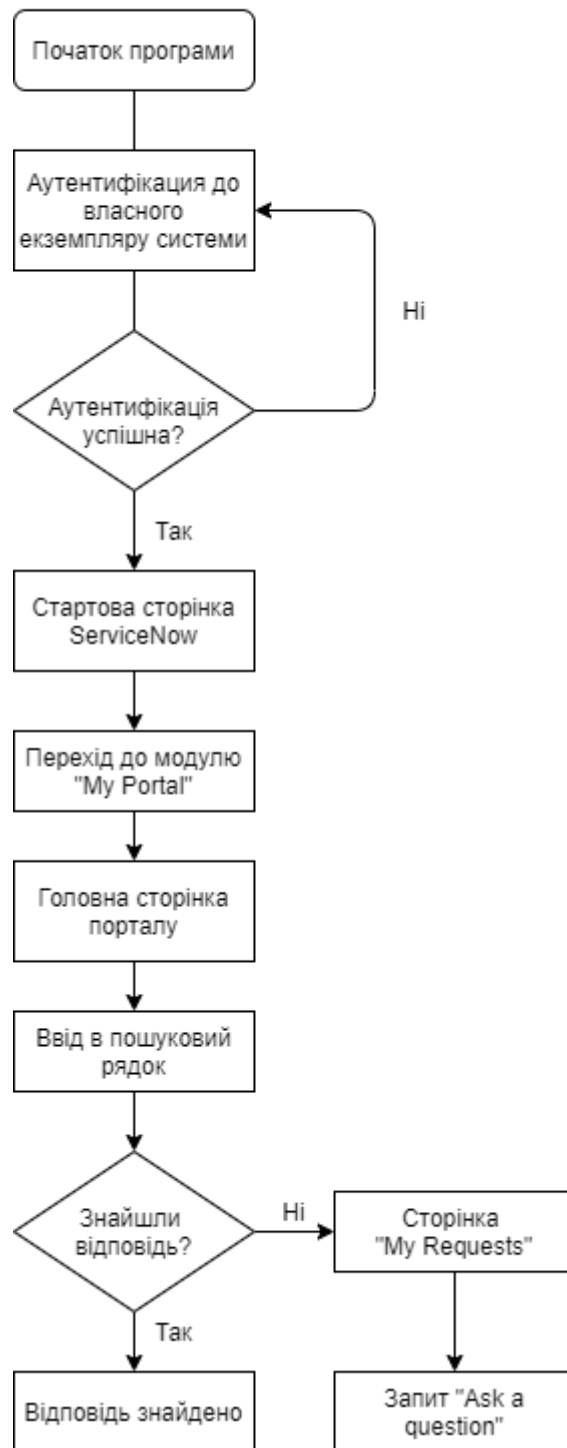 Початок програми
Аутентифікация до
власного
екземпляру системи
Ні
Аутентифікація
успішна?
Так
Стартова сторінка
ServiceNow
Перехід до модулю
"My Portal"
Головна сторінка
порталу
Ввід в пошуковий
рядок
Знайшли
відповідь?
Ні
Сторінка
"My Requests"
Так
Відповідь знайдено
Запит "Ask a
question"